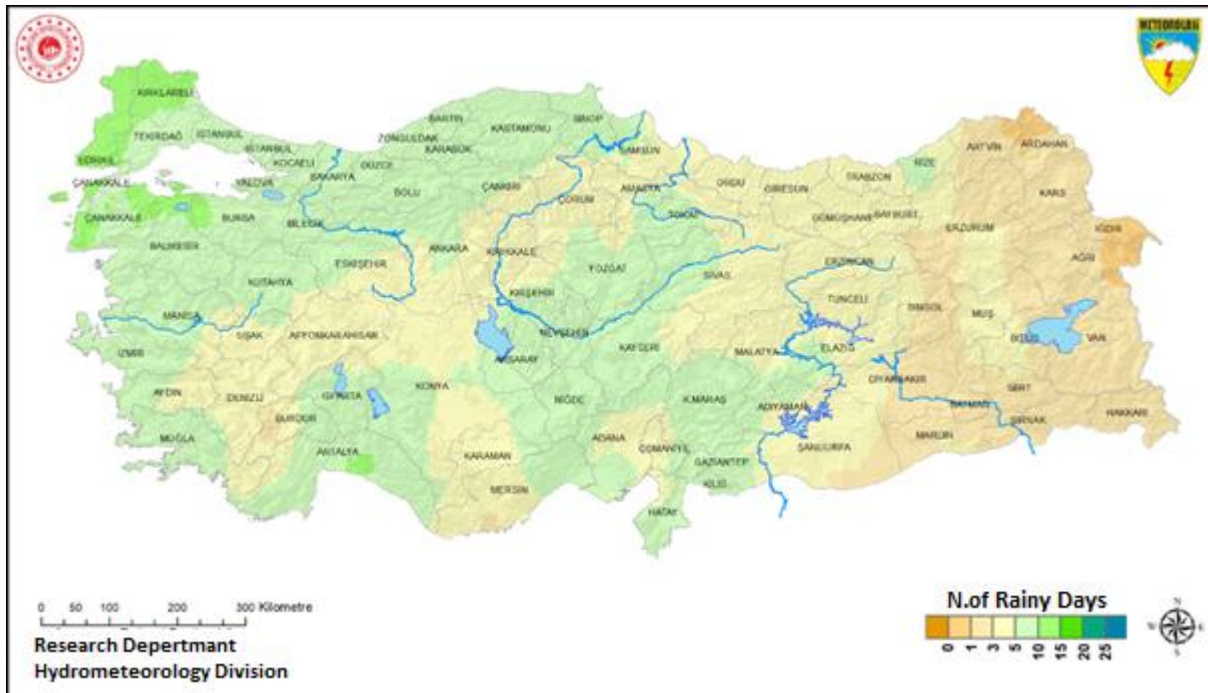 METEOROLOJİ
KIRKLARELİ
TEKİRDAĞ
İSTANBUL
EDİRNE
İSTANBUL
KOCAELİ
YALOVA
SAKARYA
DÜZCE
ZONGULDAK
BARTIN
KARABÜK
KASTAMONU
SİNOP
SAMSUN
BOLU
ÇANKIRI
ÇORUM
AMASYA
TOKAT
ORDU
GİRESUN
TRABZON
RİZE
ARTVİN
ARDAHAN
KARS
GÜMÜŞHANE
BAYBURT
ERZURUM
IĞDIR
AĞRI
ÇANAKKALE
ÇANAKKALE
BURSA
BİLECİK
BALIKESİR
ESKİŞEHİR
ANKARA
KIRIKKALE
YOZGAT
SİVAS
ERZİNCAN
TUNCELİ
BİNGÖL
MUŞ
BİTLİS
VAN
KÜTAHYA
MANİSA
UŞAK
AFYONKARAHİSAR
KIRŞEHİR
NEVŞEHİR
KAYSERİ
MALATYA
ELAZIĞ
DİYARBAKIR
İZMİR
AKSARAY
AYDIN
DENİZLİ
ISPARTA
BURDUR
KONYA
NİĞDE
K.MARAŞ
ADIYAMAN
BATMAN
SİİRT
ŞIRNAK
HAKKARİ
MARDİN
ŞANLIURFA
MUĞLA
ANTALYA
KARAMAN
MERSİN
ADANA
OSMANİYE
GAZİANTEP
KİLİS
HATAY
0 50 100 200 300 Kilometre
Research Depertmant
Hydrometeorology Division
N.of Rainy Days
0 1 3 5 10 15 20 25
N
W E
S